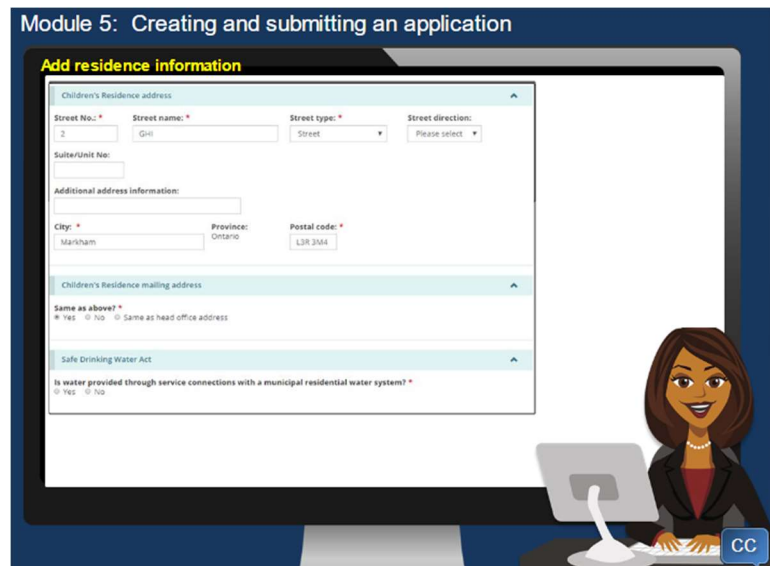 Module 5: Creating and submitting an application
Add residence information
Children's Residence address
Street No.: * Street name: * Street type: * Street direction:
2 GHI Street Please select
Suite/Unit No:
Additional address information:
City: * Province: Postal code: *
Markham Ontario L3R 3M4
Children's Residence mailing address
Same as above? *
Yes No Same as head office address
Safe Drinking Water Act
Is water provided through service connections with a municipal residential water system? *
Yes No
CC